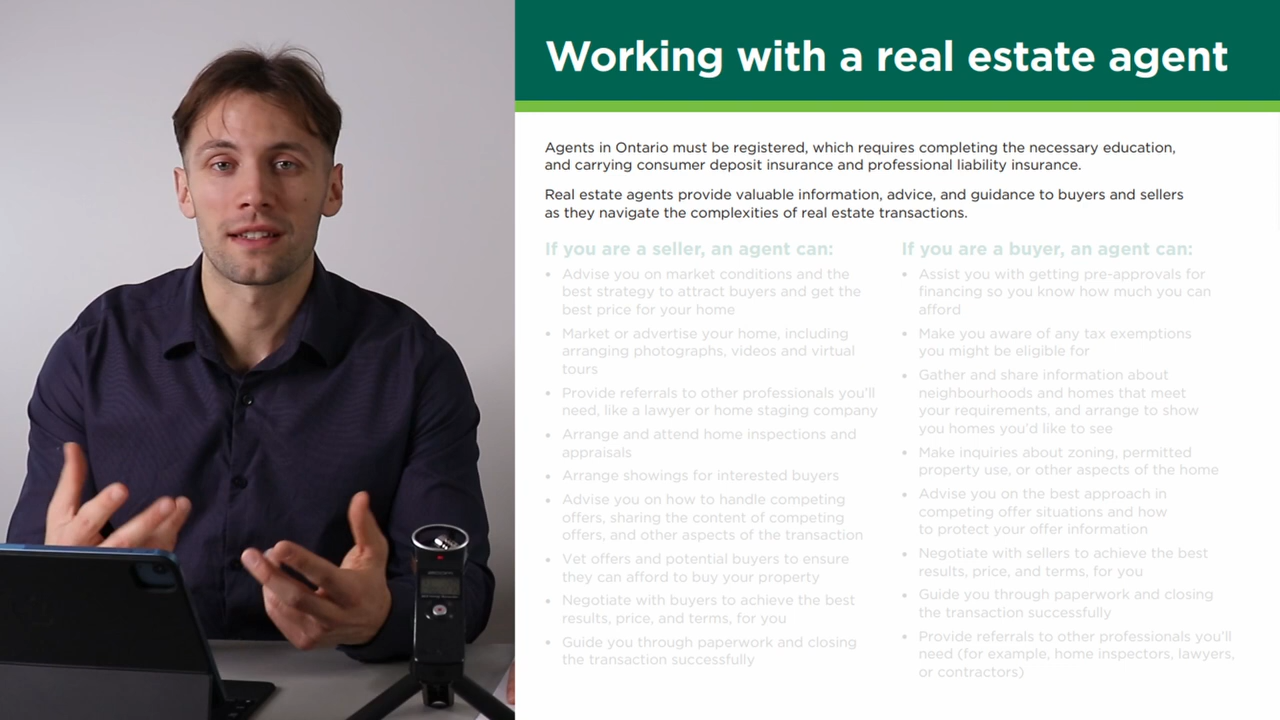 Working with a real estate agent
Agents in Ontario must be registered, which requires completing the necessary education,
and carrying consumer deposit insurance and professional liability insurance.
Real estate agents provide valuable information, advice, and guidance to buyers and sellers
as they navigate the complexities of real estate transactions.
If you are a seller, an agent can:
• Advise you on market conditions and the
best strategy to attract buyers and get the
best price for your home
• Market or advertise your home, including
arranging photographs, videos and virtual
tours
• Provide referrals to other professionals you'll
need, like a lawyer or home staging company
• Arrange and attend home inspections and
appraisals
• Arrange showings for interested buyers
• Advise you on how to handle competing
offers, sharing the content of competing
offers, and other aspects of the transaction
• Vet offers and potential buyers to ensure
they can afford to buy your property
• Negotiate with buyers to achieve the best
results, price, and terms, for you
• Guide you through paperwork and closing
the transaction successfully
If you are a buyer, an agent can:
• Assist you with getting pre-approvals for
financing so you know how much you can
afford
• Make you aware of any tax exemptions
you might be eligible for
• Gather and share information about
neighbourhoods and homes that meet
your requirements, and arrange to show
you homes you'd like to see
• Make inquiries about zoning, permitted
property use, or other aspects of the home
• Advise you on the best approach in
competing offer situations and how
to protect your offer information
• Negotiate with sellers to achieve the best
results, price, and terms, for you
• Guide you through paperwork and closing
the transaction successfully
• Provide referrals to other professionals you'll
need (for example, home inspectors, lawyers,
or contractors)